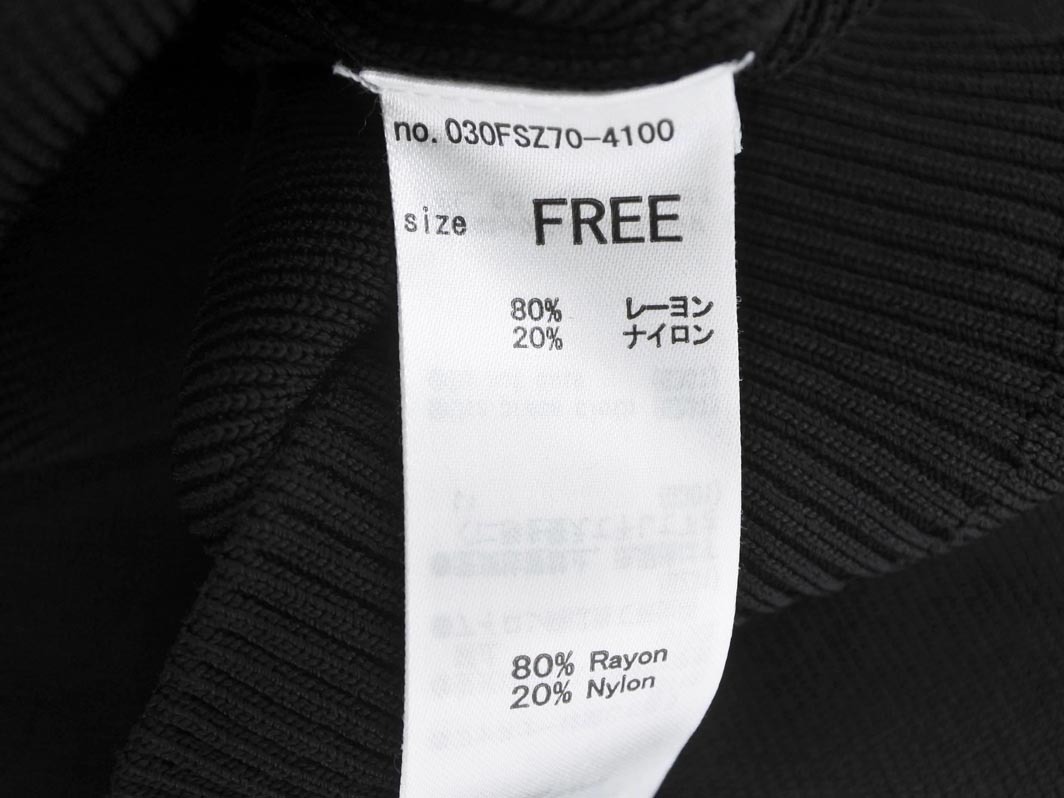 no. 030FSZ70-4100
size FREE
80% レーヨン
20% ナイロン
80% Rayon
20% Nylon